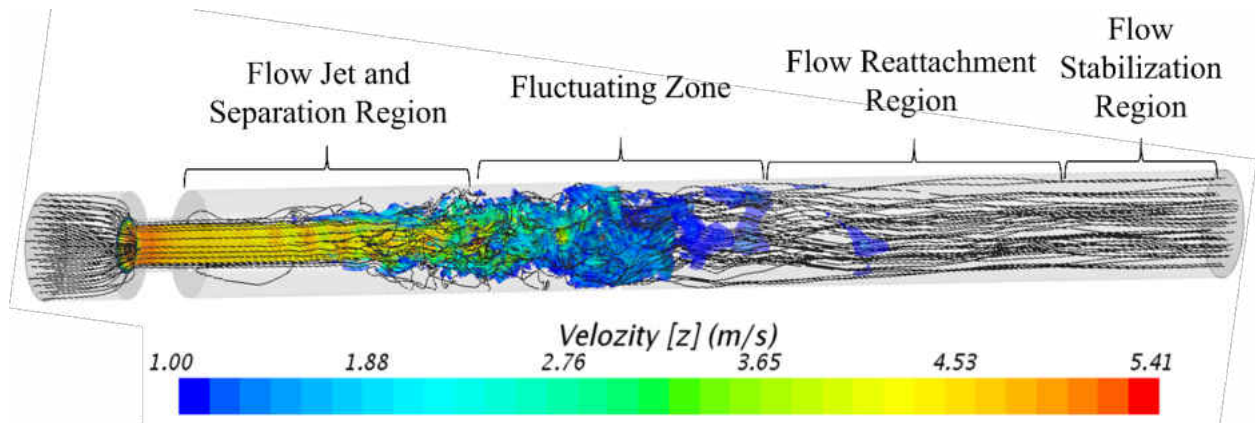 Flow Jet and
Separation Region
Fluctuating Zone
Flow Reattachment
Region
Flow
Stabilization
Region
Velozity [z] (m/s)
1.00 1.88 2.76 3.65 4.53 5.41